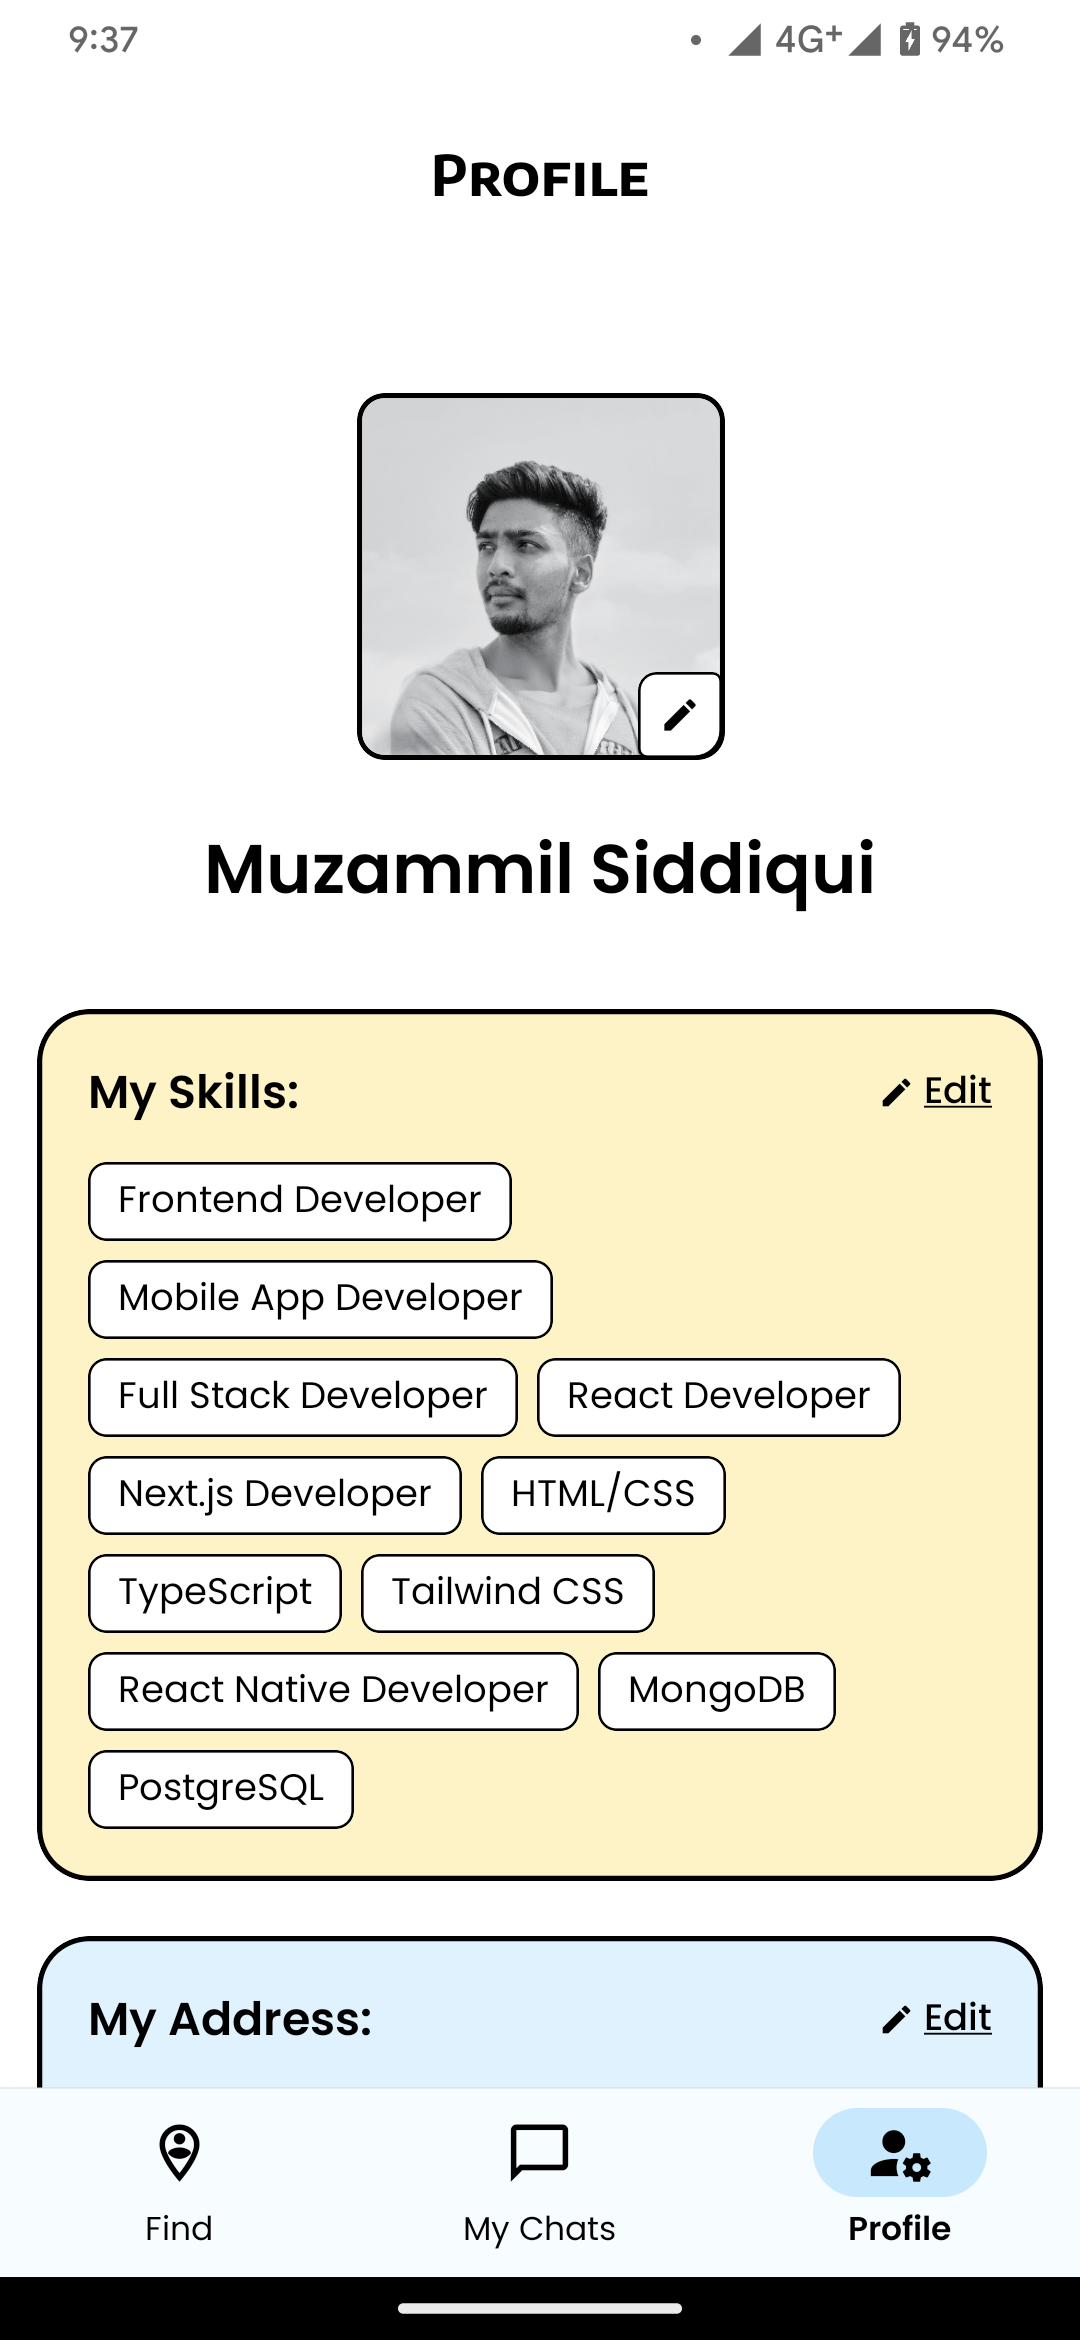 9:37 4G+ 94%
PROFILE
Muzammil Siddiqui
My Skills: Edit
Frontend Developer
Mobile App Developer
Full Stack Developer React Developer
Next.js Developer HTML/CSS
TypeScript Tailwind CSS
React Native Developer MongoDB
PostgreSQL
My Address: Edit
Find My Chats Profile